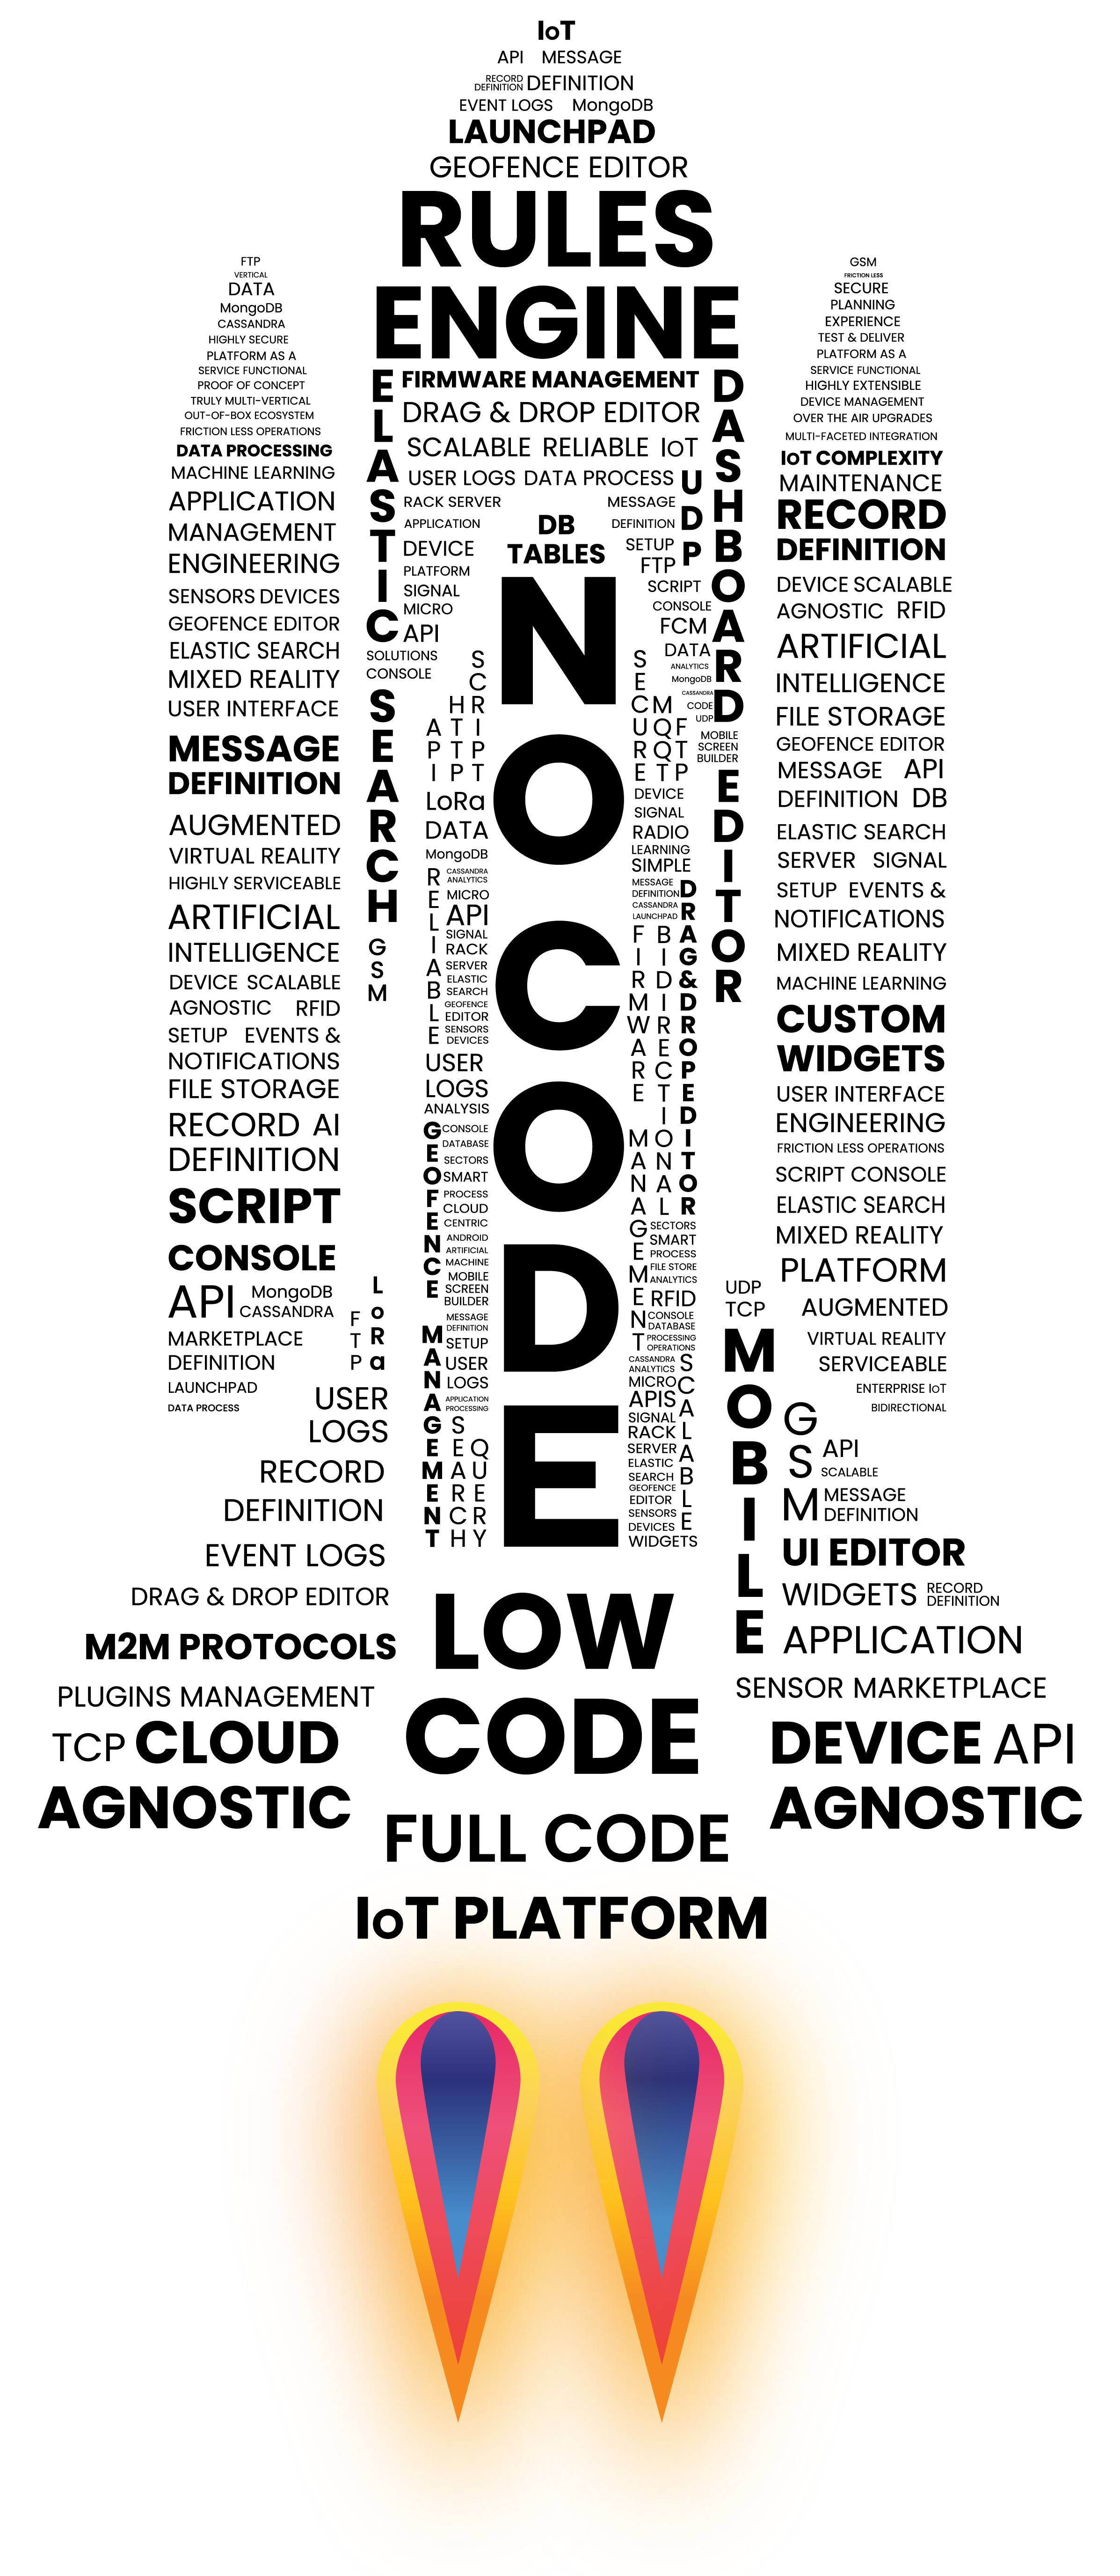 IoT
API MESSAGE
RECORD
DEFINITION
DEFINITION
EVENT LOGS MongoDB
LAUNCHPAD
GEOFENCE EDITOR
RULES
ENGINE
FTP
VERTICAL
DATA
MongoDB
CASSANDRA
HIGHLY SECURE
PLATFORM AS A
SERVICE FUNCTIONAL
PROOF OF CONCEPT
TRULY MULTI-VERTICAL
OUT-OF-BOX ECOSYSTEM
FRICTION LESS OPERATIONS
DATA PROCESSING
MACHINE LEARNING
APPLICATION
MANAGEMENT
ENGINEERING
SENSORS DEVICES
GEOFENCE EDITOR
ELASTIC SEARCH
MIXED REALITY
USER INTERFACE
MESSAGE
DEFINITION
AUGMENTED
VIRTUAL REALITY
HIGHLY SERVICEABLE
ARTIFICIAL
INTELLIGENCE
DEVICE SCALABLE
AGNOSTIC RFID
SETUP EVENTS &
NOTIFICATIONS
FILE STORAGE
RECORD AI
DEFINITION
SCRIPT
CONSOLE
API MongoDB
CASSANDRA
MARKETPLACE
DEFINITION
LAUNCHPAD
DATA PROCESS
FTP
LoRa
USER
LOGS
RECORD
DEFINITION
EVENT LOGS
DRAG & DROP EDITOR
M2M PROTOCOLS
PLUGINS MANAGEMENT
TCP CLOUD
AGNOSTIC
ELASTIC
SEARCH
GSM
FIRMWARE MANAGEMENT
DRAG & DROP EDITOR
SCALABLE RELIABLE IoT
USER LOGS DATA PROCESS
RACK SERVER
APPLICATION
DEVICE
PLATFORM
SIGNAL
MICRO
API
SOLUTIONS
CONSOLE
DB
TABLES
MESSAGE
DEFINITION
SETUP
FTP
SCRIPT
CONSOLE
FCM
DATA
ANALYTICS
MongoDB
CASSANDRA
CODE
UDP
MOBILE
SCREEN
BUILDER
UDP
DASHBOARD
EDITOR
API
HTTP
SCRIPT
LoRa
DATA
MongoDB
RELIABLE
CASSANDRA
ANALYTICS
MICRO
API
SIGNAL
RACK
SERVER
ELASTIC
SEARCH
GEOFENCE
EDITOR
SENSORS
DEVICES
USER
LOGS
ANALYSIS
GEOFENCE
MANAGEMENT
CONSOLE
DATABASE
SECTORS
SMART
PROCESS
CLOUD
CENTRIC
ANDROID
ARTIFICIAL
MACHINE
MOBILE
SCREEN
BUILDER
MESSAGE
DEFINITION
SETUP
USER
LOGS
APPLICATION
PROCESSING
SEARCH
QUERY
NO
CODE
SECURE
MQTT
FTP
DEVICE
SIGNAL
RADIO
LEARNING
SIMPLE
MESSAGE
DEFINITION
CASSANDRA
LAUNCHPAD
FIRMWARE
MANAGEMENT
BIDIRECTIONAL
DRAG&DROPEDITOR
SECTORS
SMART
PROCESS
FILE STORE
ANALYTICS
RFID
CONSOLE
DATABASE
PROCESSING
OPERATIONS
CASSANDRA
ANALYTICS
MICRO
APIS
SIGNAL
RACK
SERVER
ELASTIC
SEARCH
GEOFENCE
EDITOR
SENSORS
DEVICES
WIDGETS
SCALABLE
GSM
FRICTION LESS
SECURE
PLANNING
EXPERIENCE
TEST & DELIVER
PLATFORM AS A
SERVICE FUNCTIONAL
HIGHLY EXTENSIBLE
DEVICE MANAGEMENT
OVER THE AIR UPGRADES
MULTI-FACETED INTEGRATION
IoT COMPLEXITY
MAINTENANCE
RECORD
DEFINITION
DEVICE SCALABLE
AGNOSTIC RFID
ARTIFICIAL
INTELLIGENCE
FILE STORAGE
GEOFENCE EDITOR
MESSAGE API
DEFINITION DB
ELASTIC SEARCH
SERVER SIGNAL
SETUP EVENTS &
NOTIFICATIONS
MIXED REALITY
MACHINE LEARNING
CUSTOM
WIDGETS
USER INTERFACE
ENGINEERING
FRICTION LESS OPERATIONS
SCRIPT CONSOLE
ELASTIC SEARCH
MIXED REALITY
PLATFORM
UDP
TCP
AUGMENTED
VIRTUAL REALITY
SERVICEABLE
ENTERPRISE IoT
BIDIRECTIONAL
MOBILE
GSM
API
SCALABLE
MESSAGE
DEFINITION
UI EDITOR
WIDGETS
RECORD
DEFINITION
APPLICATION
SENSOR MARKETPLACE
DEVICE API
AGNOSTIC
LOW
CODE
FULL CODE
IoT PLATFORM